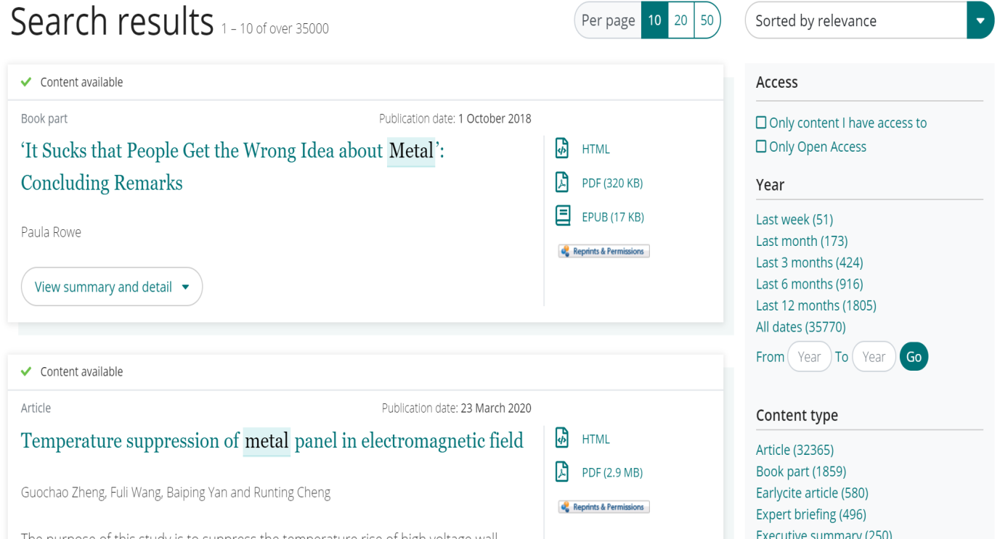 Search results 1 – 10 of over 35000
Per page 10 20 50
Sorted by relevance
Content available
Book part
Publication date: 1 October 2018
‘It Sucks that People Get the Wrong Idea about Metal’:
Concluding Remarks
Paula Rowe
View summary and detail
HTML
PDF (320 KB)
EPUB (17 KB)
Reprints & Permissions
Content available
Article
Publication date: 23 March 2020
Temperature suppression of metal panel in electromagnetic field
Guochao Zheng, Fuli Wang, Baiping Yan and Runting Cheng
The purpose of this study is to suppress the temperature rise of high voltage wall
HTML
PDF (2.9 MB)
Reprints & Permissions
Access
Only content I have access to
Only Open Access
Year
Last week (51)
Last month (173)
Last 3 months (424)
Last 6 months (916)
Last 12 months (1805)
All dates (35770)
From Year To Year Go
Content type
Article (32365)
Book part (1859)
Earlycite article (580)
Expert briefing (496)
Executive summary (250)